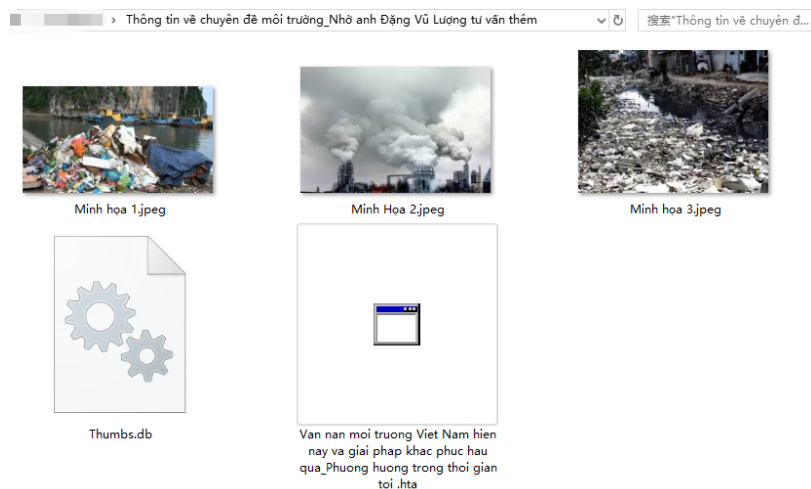 Thông tin về chuyên đề môi trường_Nhờ anh Đặng Vũ Lượng tư vấn thêm
搜索"Thông tin về chuyên đ...
Minh họa 1.jpeg
Minh Họa 2.jpeg
Minh họa 3.jpeg
Thumbs.db
Van nan moi truong Viet Nam hien
nay va giai phap khac phuc hau
qua_Phuong huong trong thoi gian
toi .hta